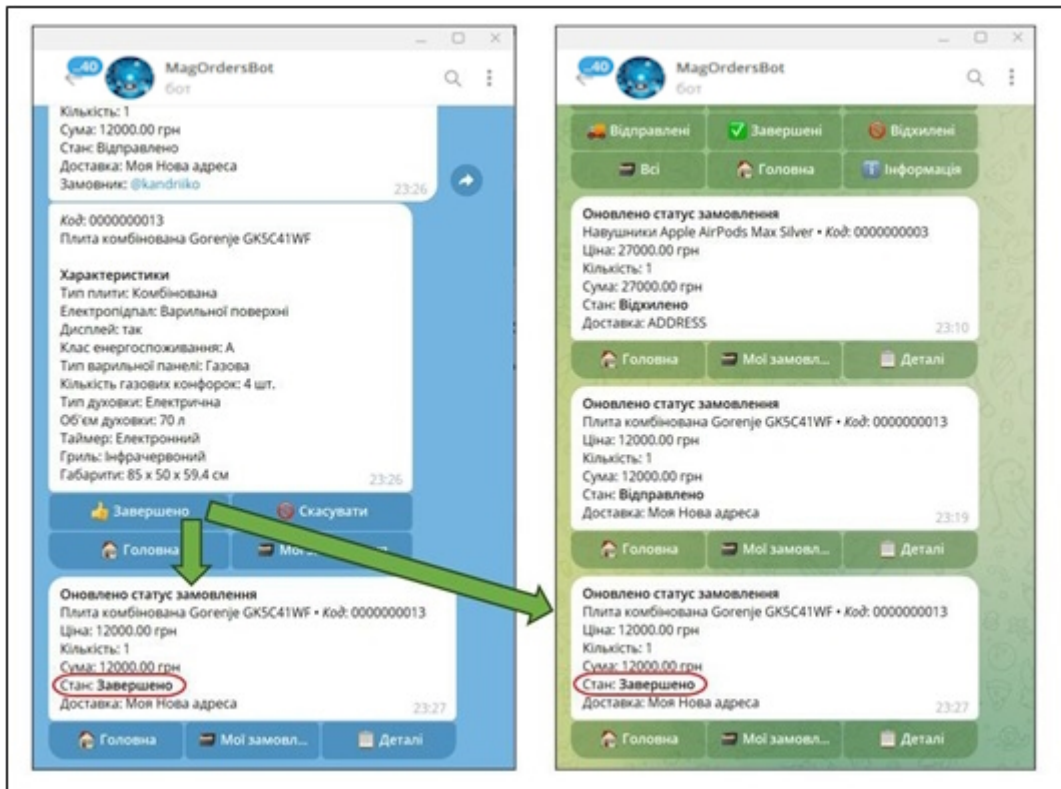 ..40
MagOrdersBot
бот
Кількість: 1
Сума: 12000.00 грн
Стан: Відправлено
Доставка: Моя Нова адреса
Замовник: @kandriiko
23:26
Код: 0000000013
Плита комбінована Gorenje GK5C41WF
Характеристики
Тип плити: Комбінована
Електропідпал: Варильної поверхні
Дисплей: так
Клас енергоспоживання: A
Тип варильної панелі: Газова
Кількість газових конфорок: 4 шт.
Тип духовки: Електрична
Об'єм духовки: 70 л
Таймер: Електронний
Гриль: Інфрачервоний
Габарити: 85 x 50 x 59.4 см
23:26
Завершено Скасувати
Головна
Оновлено статус замовлення
Плита комбінована Gorenje GK5C41WF • Код: 0000000013
Ціна: 12000.00 грн
Кількість: 1
Сума: 12000.00 грн
Стан: Завершено
Доставка: Моя Нова адреса
23:27
Головна Мої замовл... Деталі
..40
MagOrdersBot
бот
Відправлені Завершені Відхилені
Всі Головна Інформація
Оновлено статус замовлення
Навушники Apple AirPods Max Silver • Код: 0000000003
Ціна: 27000.00 грн
Кількість: 1
Сума: 27000.00 грн
Стан: Відхилено
Доставка: ADDRESS
23:10
Головна Мої замовл... Деталі
Оновлено статус замовлення
Плита комбінована Gorenje GK5C41WF • Код: 0000000013
Ціна: 12000.00 грн
Кількість: 1
Сума: 12000.00 грн
Стан: Відправлено
Доставка: Моя Нова адреса
23:19
Головна Мої замовл... Деталі
Оновлено статус замовлення
Плита комбінована Gorenje GK5C41WF • Код: 0000000013
Ціна: 12000.00 грн
Кількість: 1
Сума: 12000.00 грн
Стан: Завершено
Доставка: Моя Нова адреса
23:27
Головна Мої замовл... Деталі